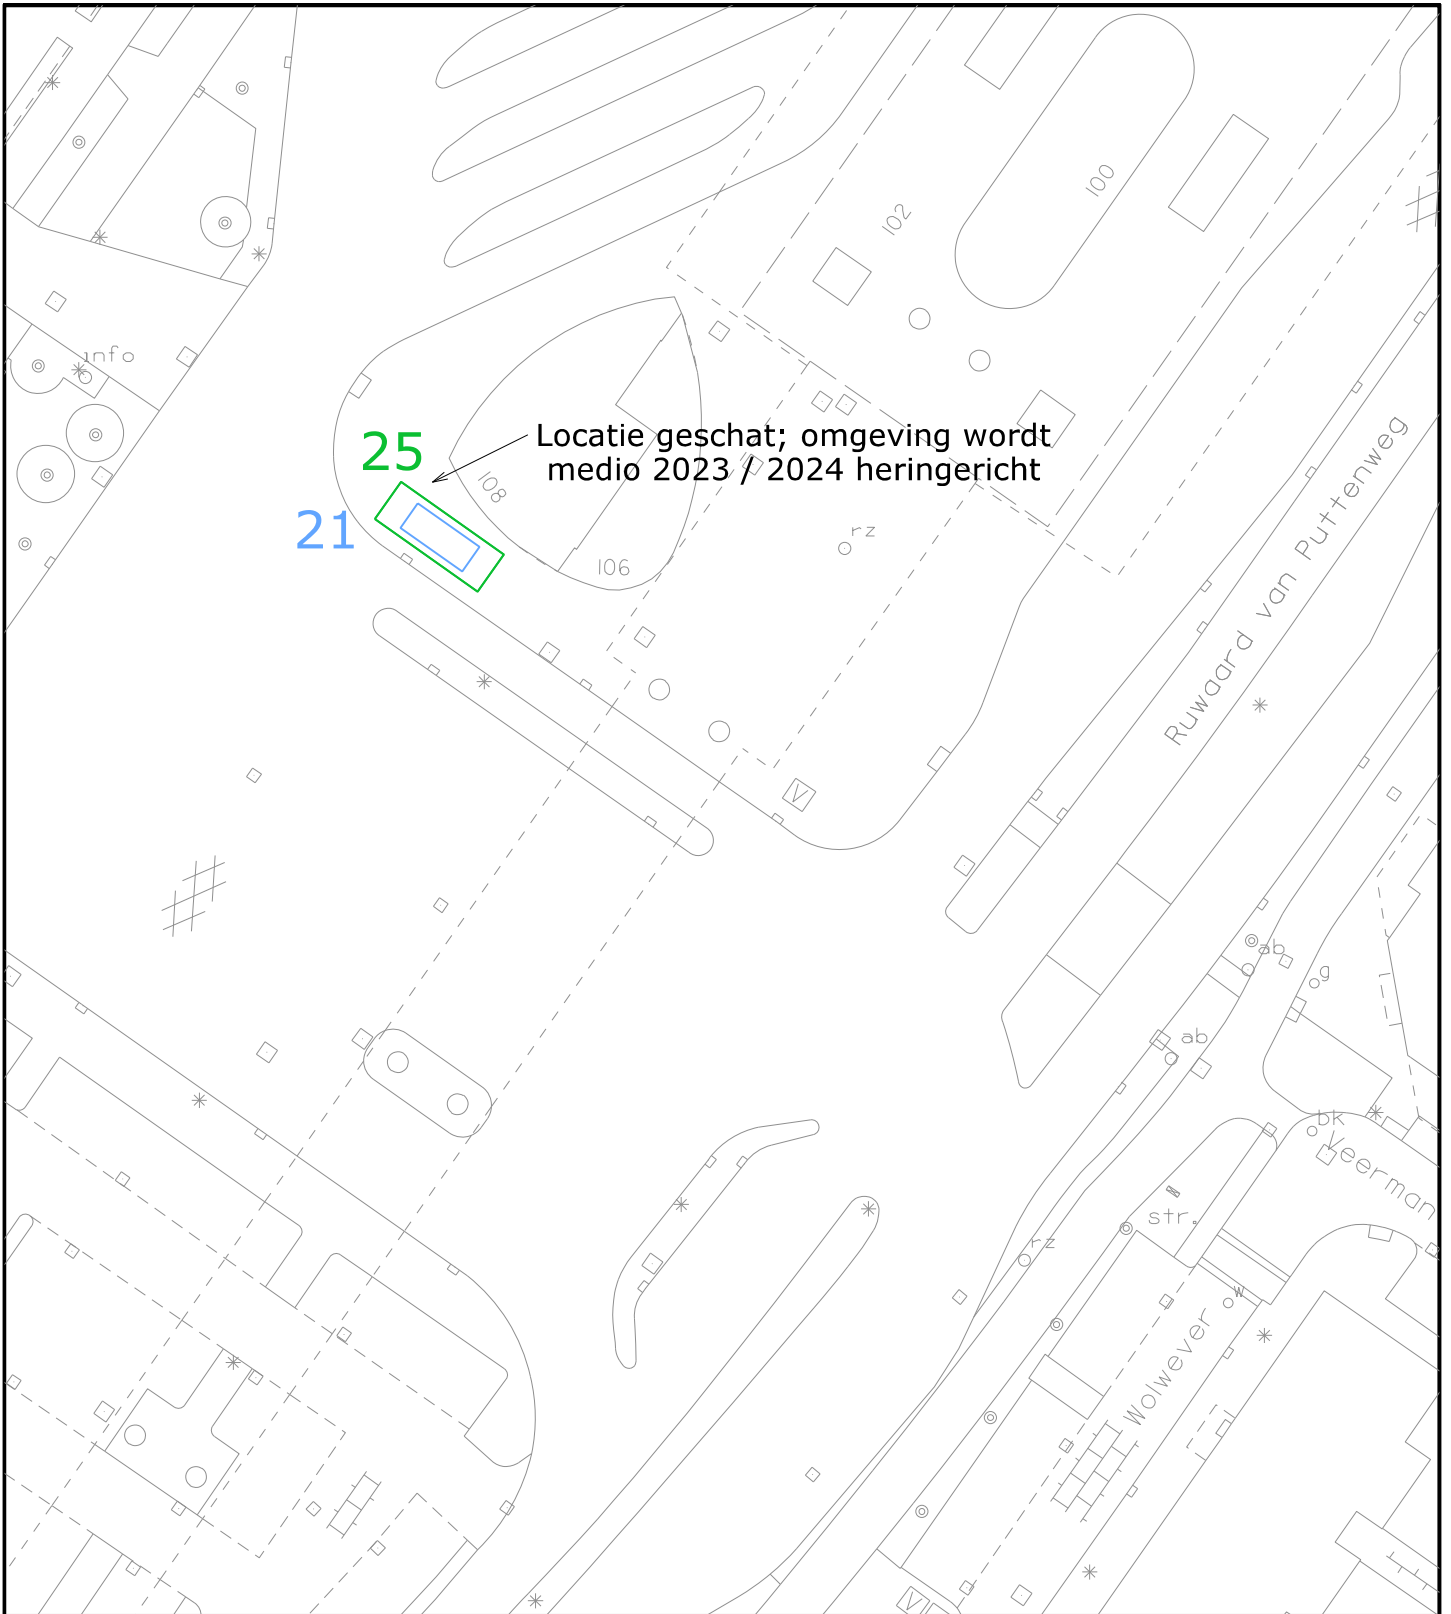 100
102
info
Locatie geschat; omgeving wordt
medio 2023 / 2024 heringericht
25
108
21
rz
106
Ruwaard van Puttenweg
V
ab
g
ab
bk
Veerman
str.
rz
w
Wolwever
V